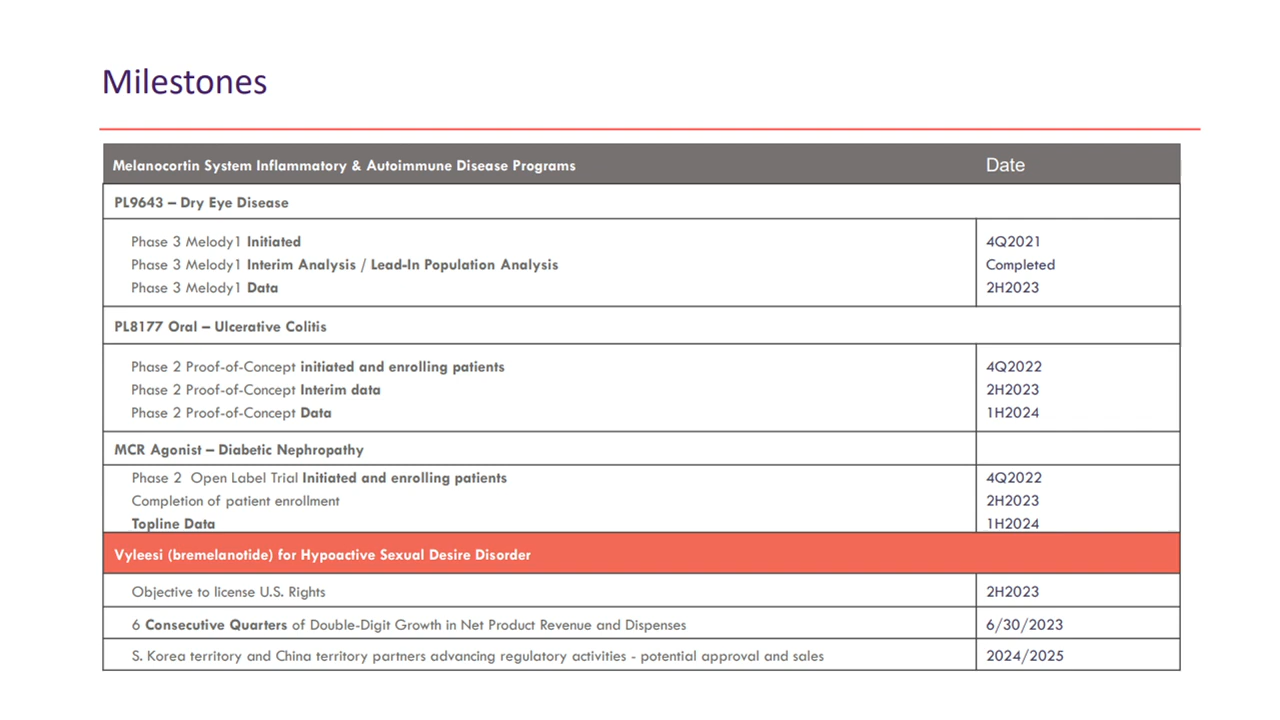 Milestones
Melanocortin System Inflammatory & Autoimmune Disease Programs Date
PL9643 – Dry Eye Disease
Phase 3 Melody1 Initiated 4Q2021
Phase 3 Melody1 Interim Analysis / Lead-In Population Analysis Completed
Phase 3 Melody1 Data 2H2023
PL8177 Oral – Ulcerative Colitis
Phase 2 Proof-of-Concept initiated and enrolling patients 4Q2022
Phase 2 Proof-of-Concept Interim data 2H2023
Phase 2 Proof-of-Concept Data 1H2024
MCR Agonist – Diabetic Nephropathy
Phase 2 Open Label Trial Initiated and enrolling patients 4Q2022
Completion of patient enrollment 2H2023
Topline Data 1H2024
Vyleesi (bremelanotide) for Hypoactive Sexual Desire Disorder
Objective to license U.S. Rights 2H2023
6 Consecutive Quarters of Double-Digit Growth in Net Product Revenue and Dispenses 6/30/2023
S. Korea territory and China territory partners advancing regulatory activities - potential approval and sales 2024/2025